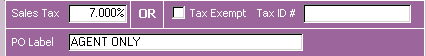 Sales Tax 7.000% OR Tax Exempt Tax ID #
PO Label AGENT ONLY